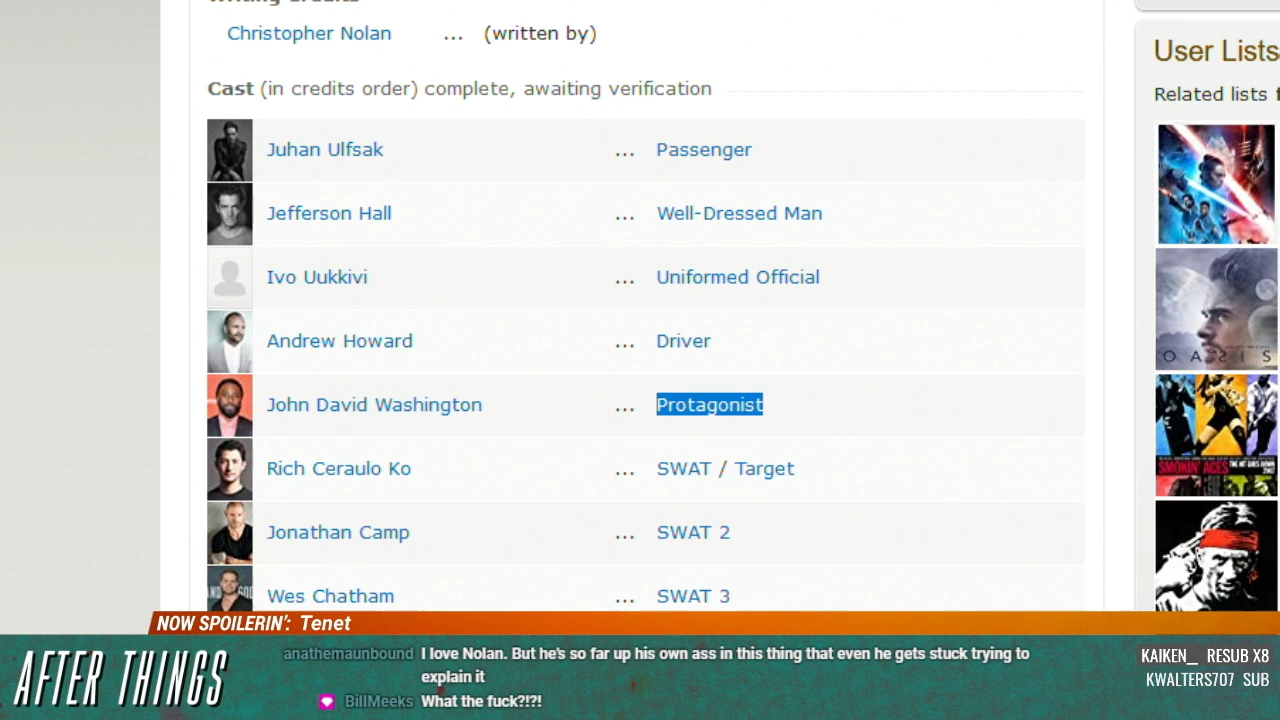 Christopher Nolan ... (written by)
User Lists
Cast (in credits order) complete, awaiting verification
Related lists f
Juhan Ulfsak ... Passenger
Jefferson Hall ... Well-Dressed Man
Ivo Uukkivi ... Uniformed Official
OASIS
Andrew Howard ... Driver
John David Washington ... Protagonist
Rich Ceraulo Ko ... SWAT / Target
SMOKIN' ACES
Jonathan Camp ... SWAT 2
Wes Chatham ... SWAT 3
NOW SPOILERIN': Tenet
AFTER THINGS
anathemaunbound I love Nolan. But he's so far up his own ass in this thing that even he gets stuck trying to
explain it
BillMeeks What the fuck?!?!
KAIKEN_ RESUB X8
KWALTERS707 SUB